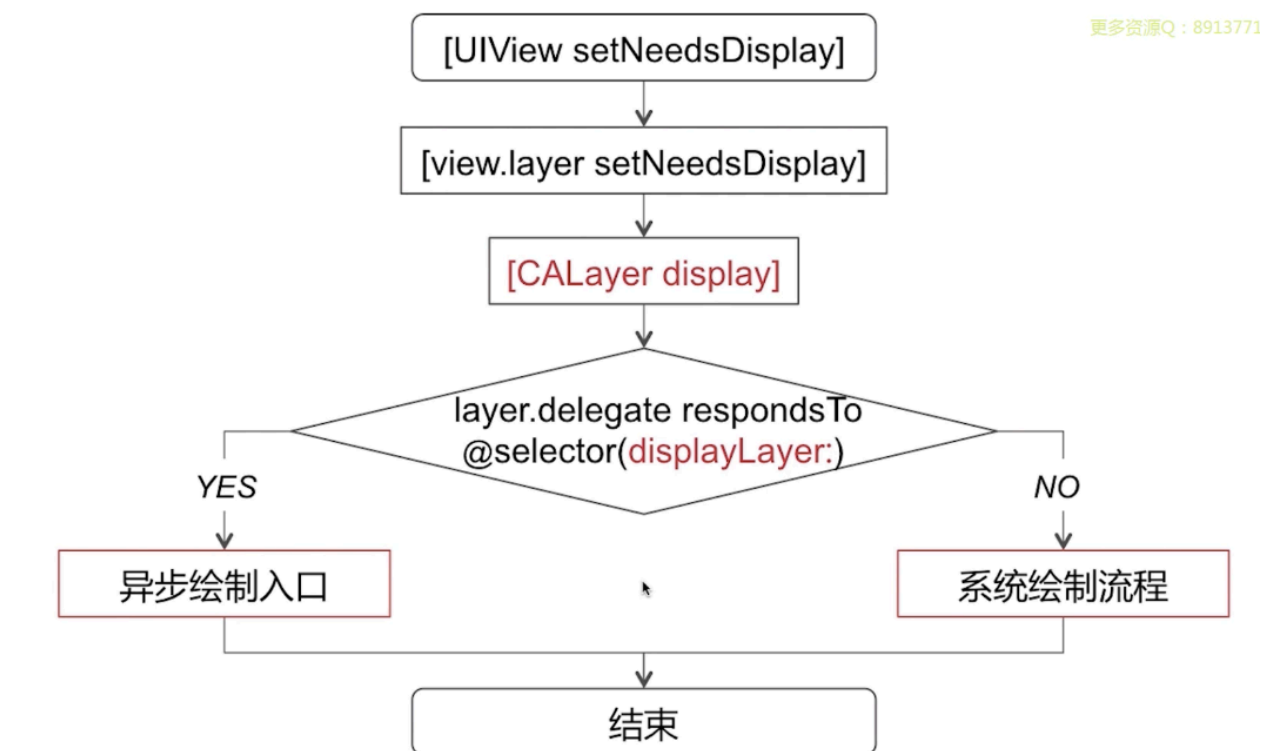 更多资源Q：8913771
[UIView setNeedsDisplay]
[view.layer setNeedsDisplay]
[CALayer display]
layer.delegate respondsTo
@selector(displayLayer:)
YES
NO
异步绘制入口
系统绘制流程
结束